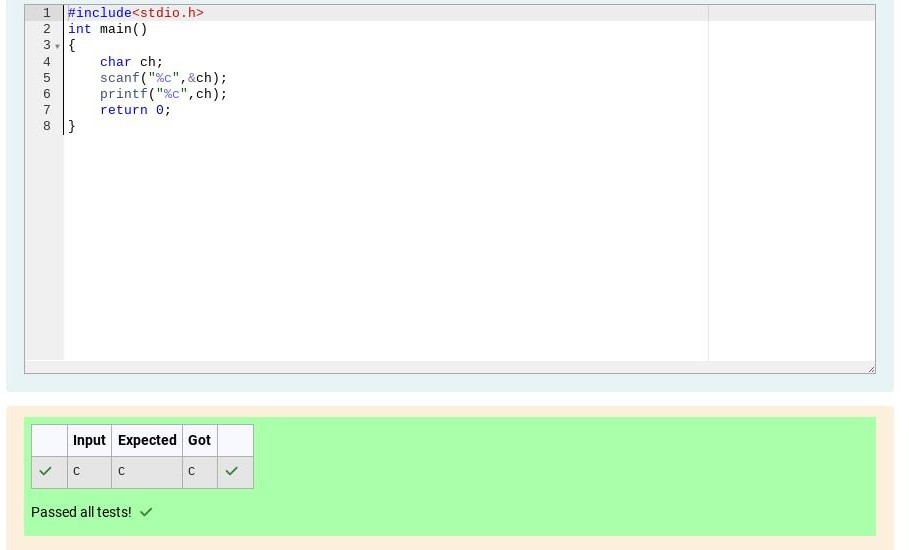 1 #include<stdio.h>
2 int main()
3 {
4     char ch;
5     scanf("%c",&ch);
6     printf("%c",ch);
7     return 0;
8 }
Input Expected Got
C C C
Passed all tests!